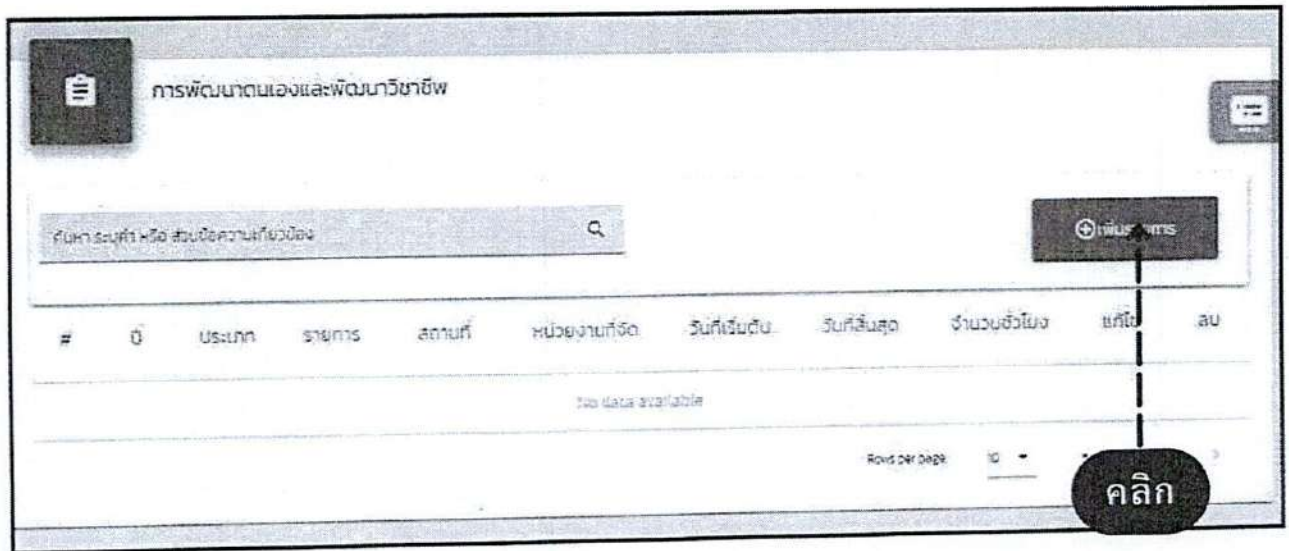 การพัฒนาตนเองและพัฒนาวิชาชีพ
ค้นหา ระบุคำ หรือ ส่วนข้อความเกี่ยวข้อง
เพิ่มรายการ
# ปี ประเภท รายการ สถานที่ หน่วยงานที่จัด วันที่เริ่มต้น วันที่สิ้นสุด จำนวนชั่วโมง แก้ไข ลบ
No data available
Rows per page: 10
คลิก